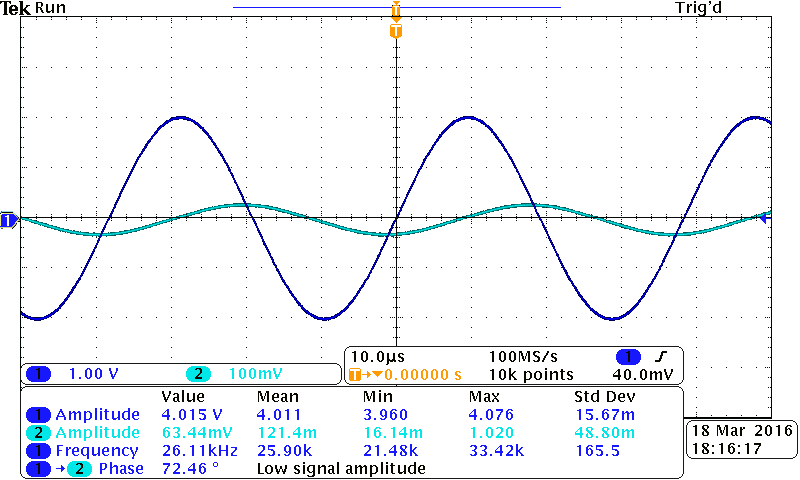 Tek Run Trig'd
T
T
1
10.0µs 100MS/s 1
1 1.00 V 2 100mV T→▼0.00000 s 10k points 40.0mV
Value Mean Min Max Std Dev
1 Amplitude 4.015 V 4.011 3.960 4.076 15.67m
2 Amplitude 63.44mV 121.4m 16.14m 1.020 48.80m
1 Frequency 26.11kHz 25.90k 21.48k 33.42k 165.5
1 → 2 Phase 72.46 ° Low signal amplitude
18 Mar 2016
18:16:17